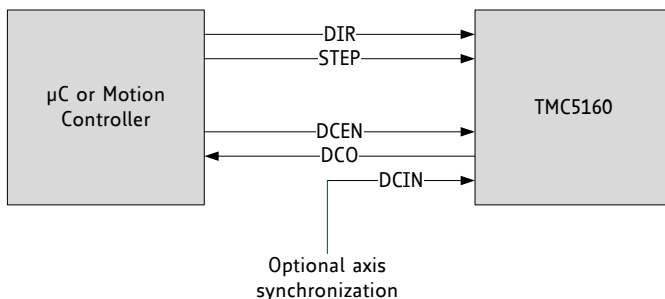 DIR
STEP
µC or Motion
Controller
TMC5160
DCEN
DCO
DCIN
Optional axis
synchronization